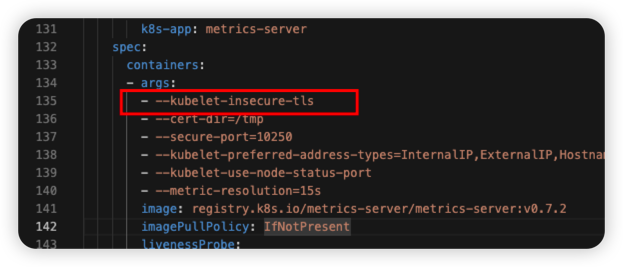 131 k8s-app: metrics-server
132 spec:
133 containers:
134 - args:
135 - --kubelet-insecure-tls
136 - --cert-dir=/tmp
137 - --secure-port=10250
138 - --kubelet-preferred-address-types=InternalIP,ExternalIP,Hostnam
139 - --kubelet-use-node-status-port
140 - --metric-resolution=15s
141 image: registry.k8s.io/metrics-server/metrics-server:v0.7.2
142 imagePullPolicy: IfNotPresent
143 livenessProbe: